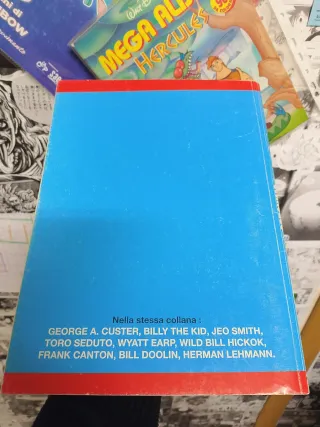 MEGA ALM
HERCULES
Nella stessa collana :
GEORGE A. CUSTER, BILLY THE KID, JEO SMITH,
TORO SEDUTO, WYATT EARP, WILD BILL HICKOK,
FRANK CANTON, BILL DOOLIN, HERMAN LEHMANN.